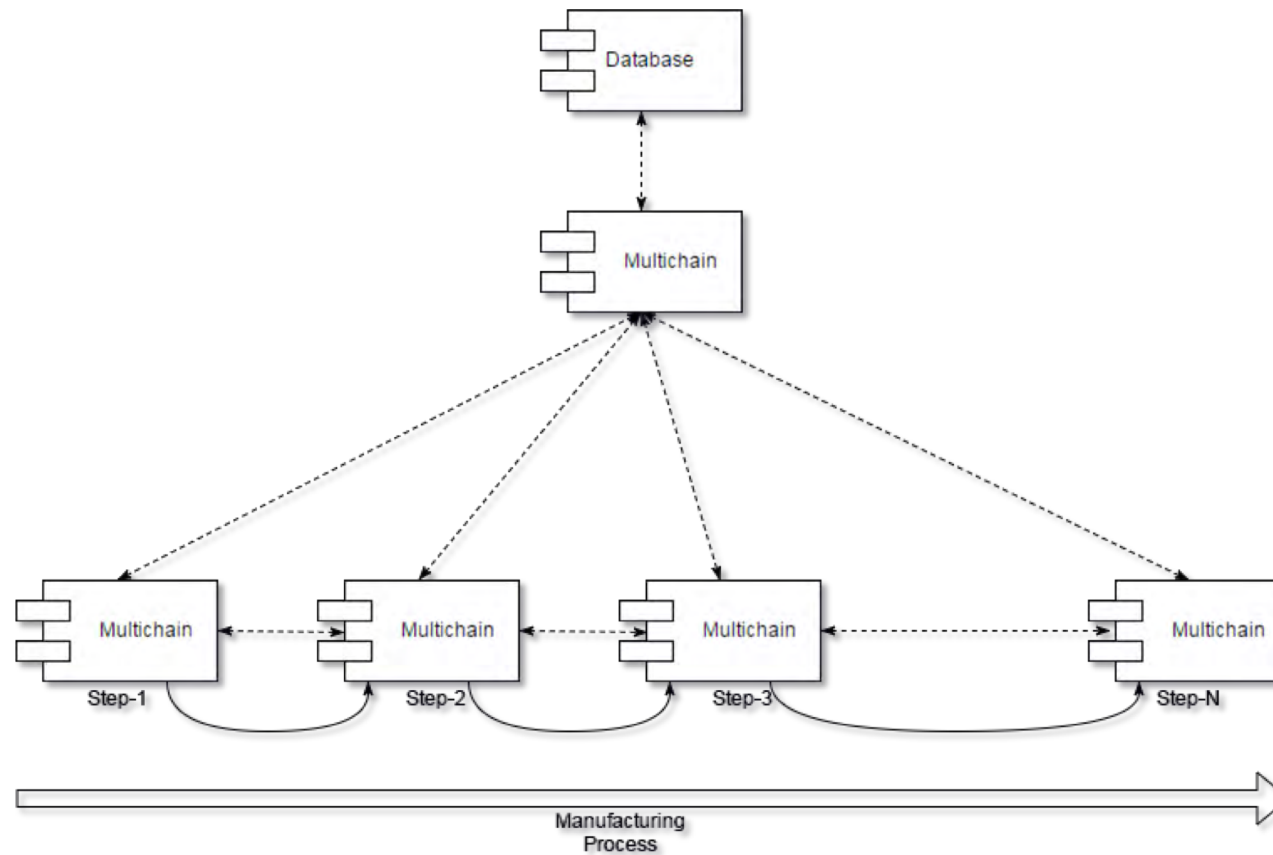 Database
Multichain
Multichain
Multichain
Multichain
Multichain
Step-1
Step-2
Step-3
Step-N
Manufacturing
Process